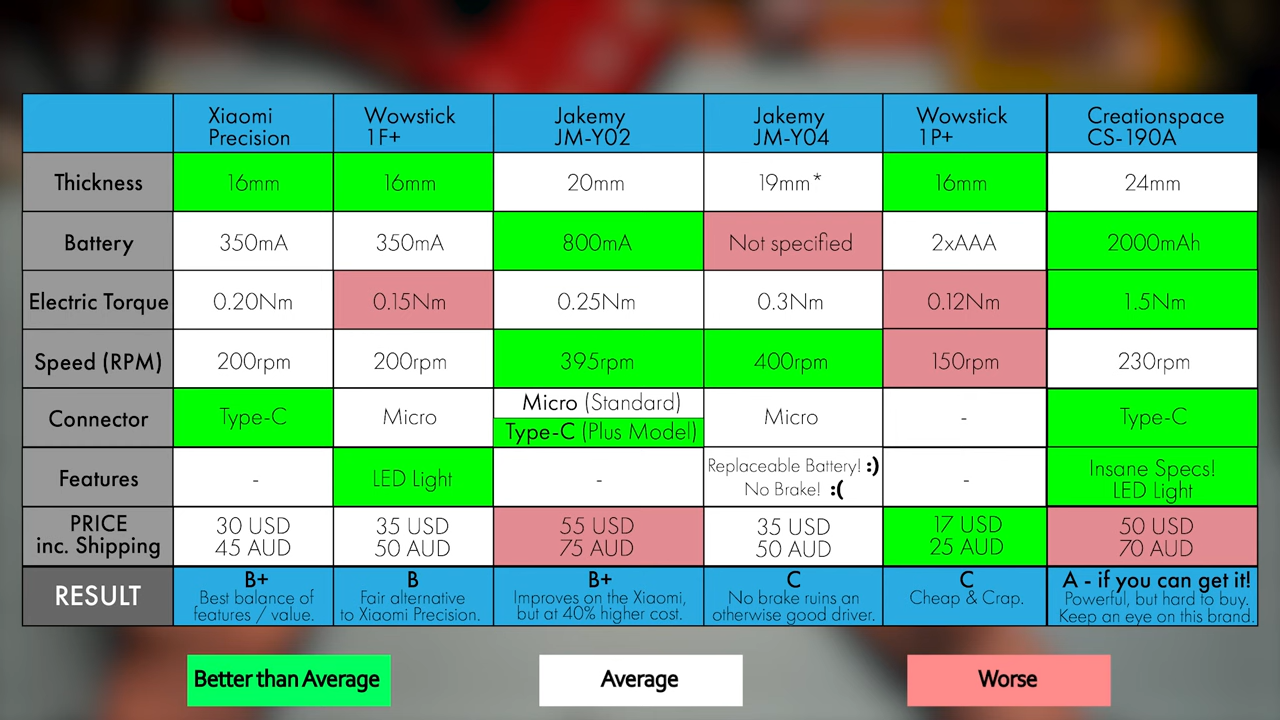 Xiaomi Precision
Wowstick 1F+
Jakemy JM-Y02
Jakemy JM-Y04
Wowstick 1P+
Creationspace CS-190A
Thickness
16mm
16mm
20mm
19mm*
16mm
24mm
Battery
350mA
350mA
800mA
Not specified
2xAAA
2000mAh
Electric Torque
0.20Nm
0.15Nm
0.25Nm
0.3Nm
0.12Nm
1.5Nm
Speed (RPM)
200rpm
200rpm
395rpm
400rpm
150rpm
230rpm
Connector
Type-C
Micro
Micro (Standard)
Type-C (Plus Model)
Micro
-
Type-C
Features
-
LED Light
-
Replaceable Battery! :)
No Brake! :(
-
Insane Specs!
LED Light
PRICE
inc. Shipping
30 USD
45 AUD
35 USD
50 AUD
55 USD
75 AUD
35 USD
50 AUD
17 USD
25 AUD
50 USD
70 AUD
RESULT
B+
Best balance of
features / value.
B
Fair alternative
to Xiaomi Precision.
B+
Improves on the Xiaomi,
but at 40% higher cost.
C
No brake ruins an
otherwise good driver.
C
Cheap & Crap.
A - if you can get it!
Powerful, but hard to buy.
Keep an eye on this brand.
Better than Average
Average
Worse